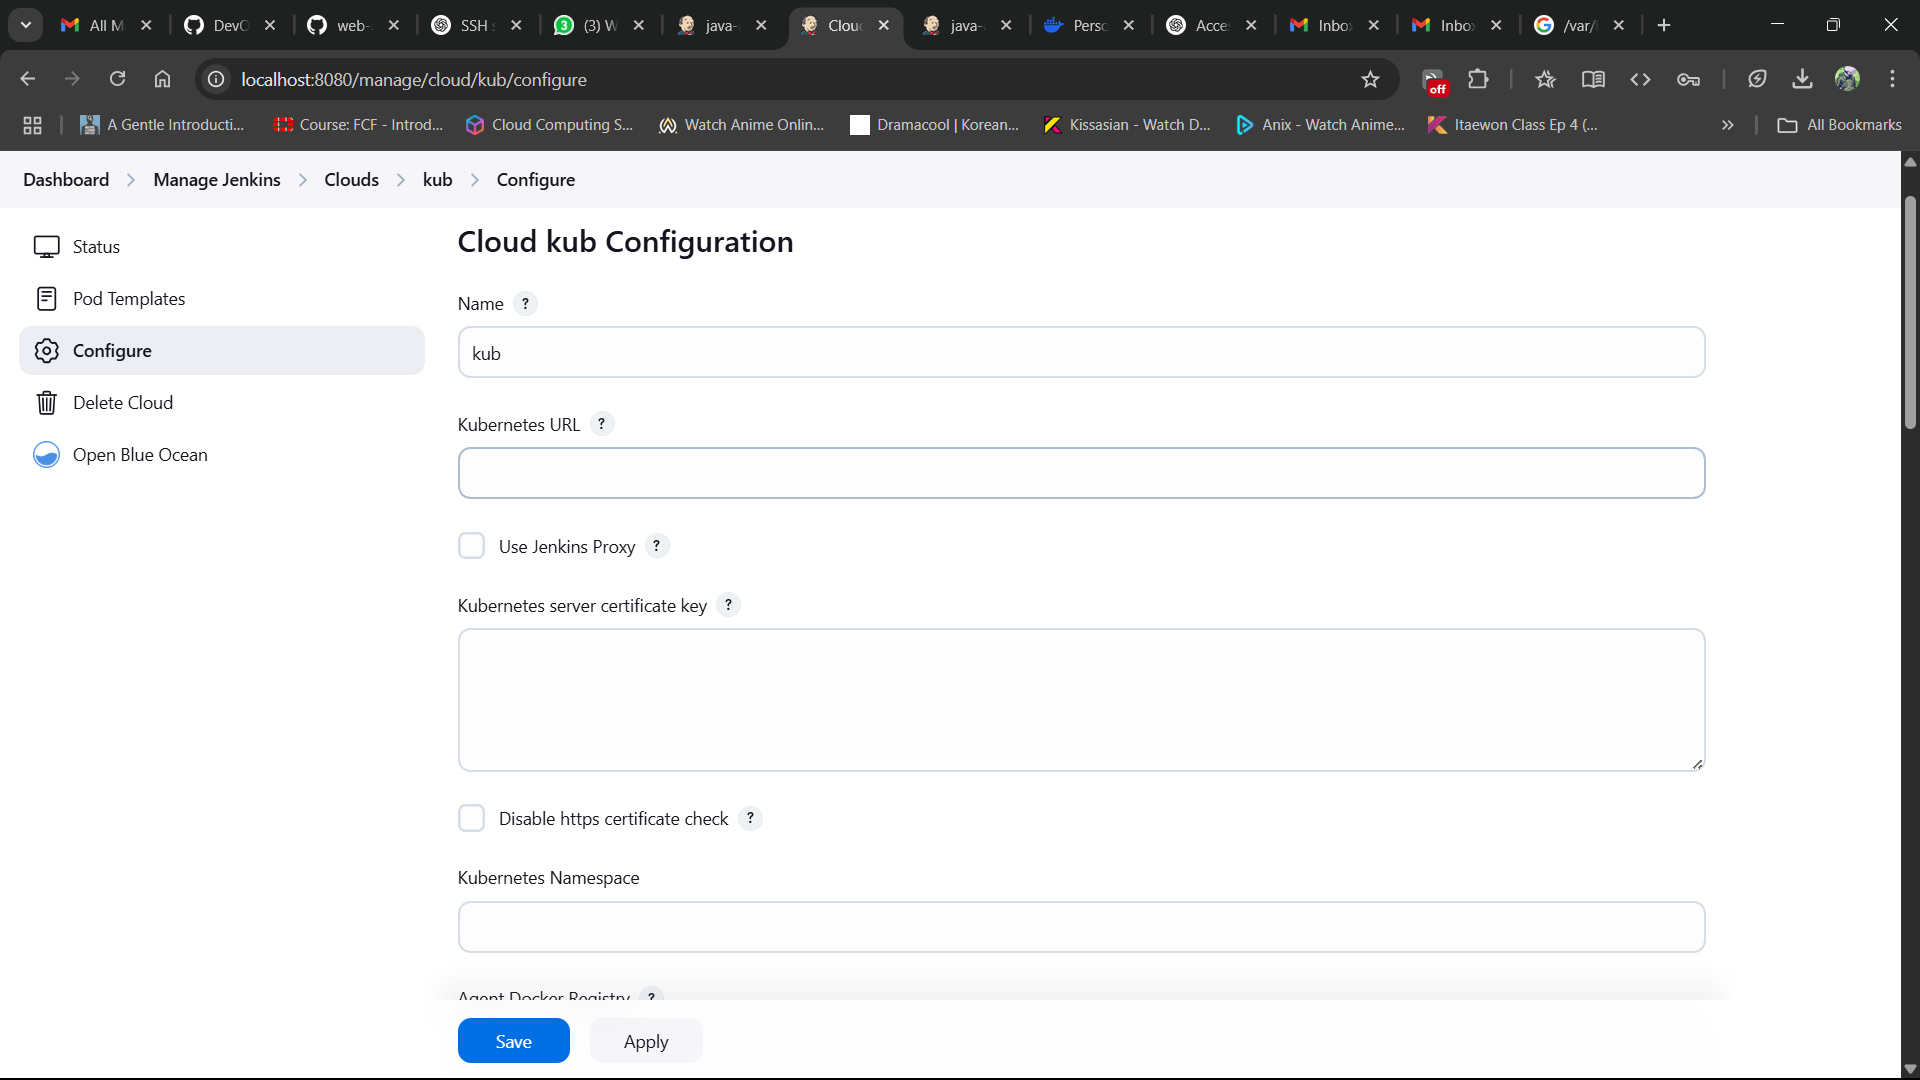 All M
DevO
web-
SSH s
(3) W
java-
Clou
java-
Perso
Acce
Inbo
Inbo
/var/
localhost:8080/manage/cloud/kub/configure
off
A Gentle Introducti...
Course: FCF - Introd...
Cloud Computing S...
Watch Anime Onlin...
Dramacool | Korean...
Kissasian - Watch D...
Anix - Watch Anime...
Itaewon Class Ep 4 (...
All Bookmarks
Dashboard
Manage Jenkins
Clouds
kub
Configure
Status
Pod Templates
Configure
Delete Cloud
Open Blue Ocean
Cloud kub Configuration
Name ?
kub
Kubernetes URL ?
Use Jenkins Proxy ?
Kubernetes server certificate key ?
Disable https certificate check ?
Kubernetes Namespace
Agent Docker Registry ?
Save
Apply